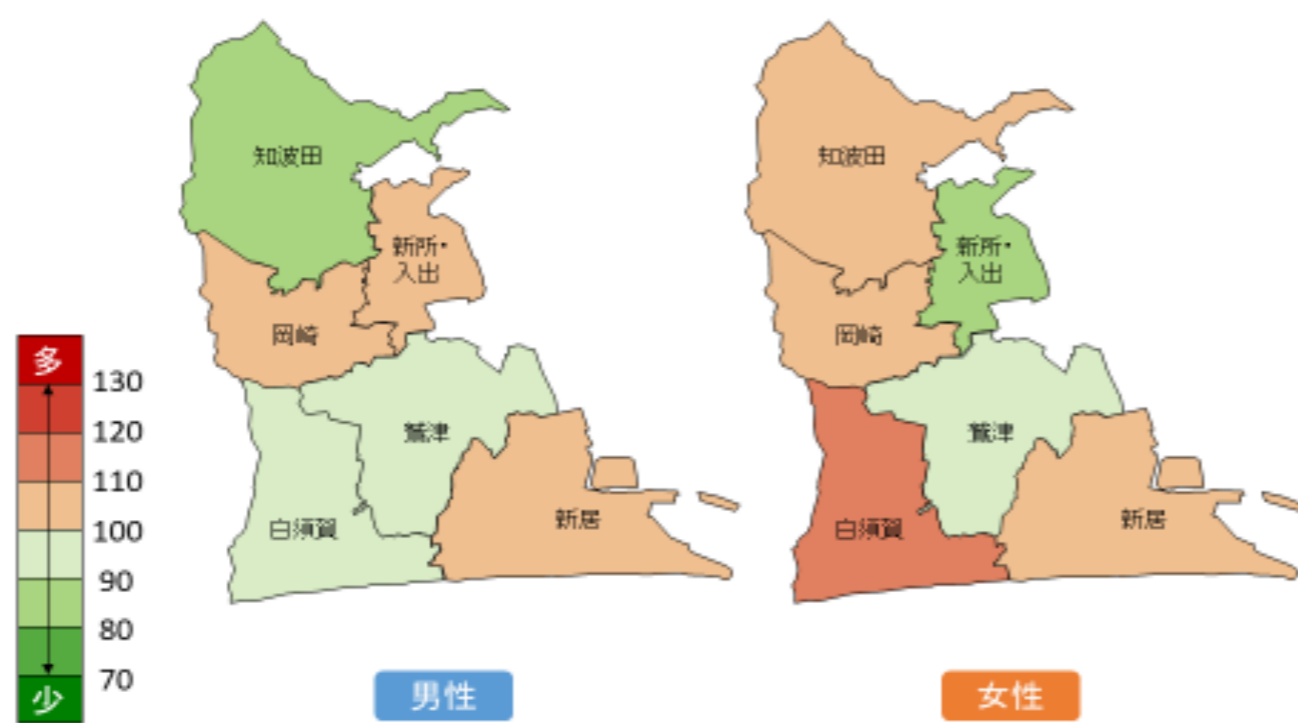 多
130
120
110
100
90
80
70
少
知波田
新所・
入出
岡崎
鷲津
白須賀
新居
男性
知波田
新所・
入出
岡崎
鷲津
白須賀
新居
女性